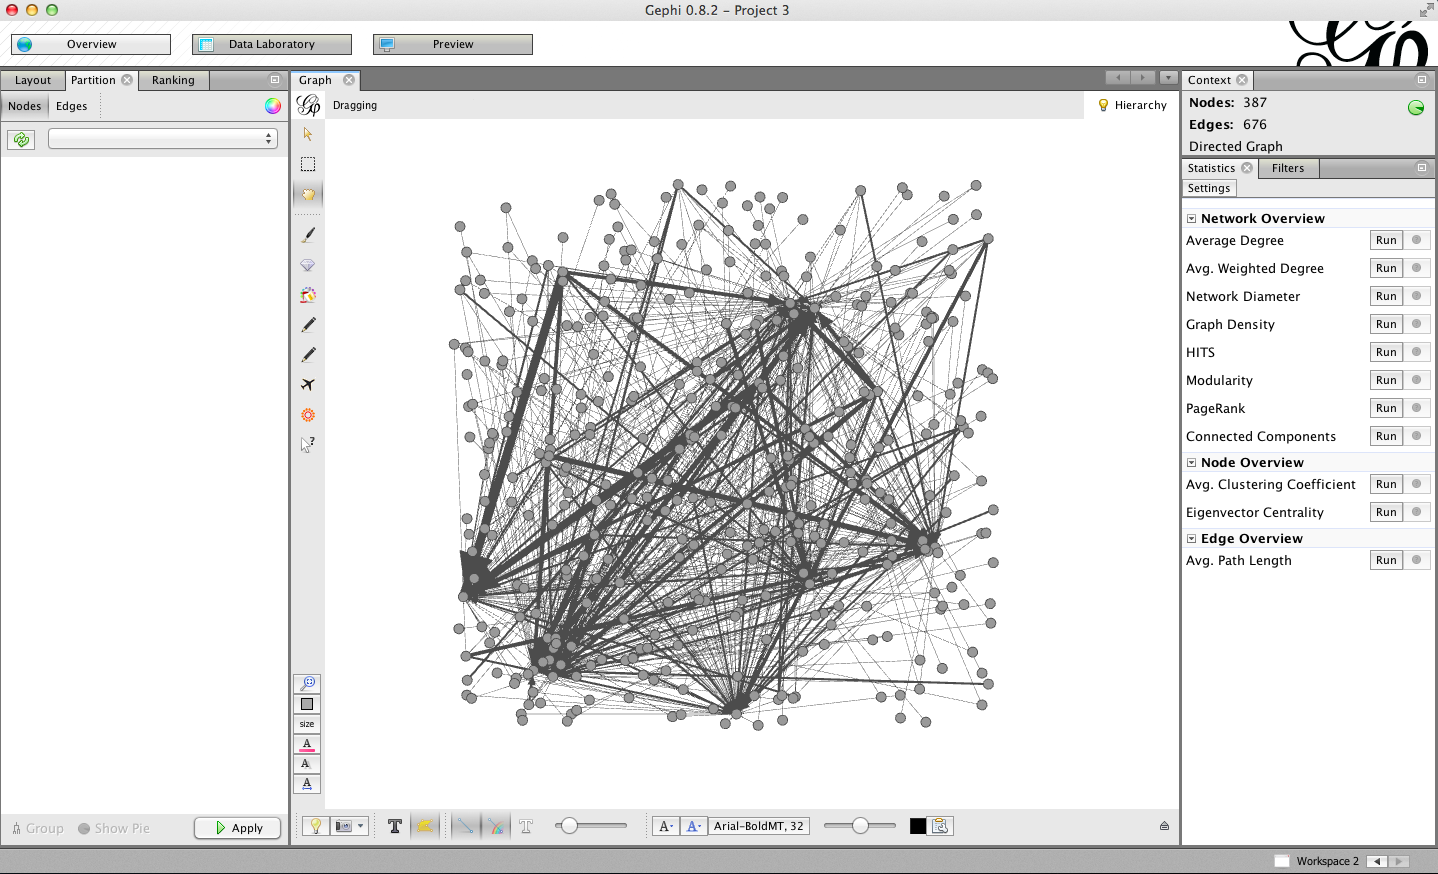 Gephi 0.8.2 – Project 3
Overview
Data Laboratory
Preview
Layout
Partition
Ranking
Nodes
Edges
Group
Show Pie
Apply
Graph
Dragging
Hierarchy
size
A
A
A
T
T
A
A
Arial-BoldMT, 32
Context
Nodes: 387
Edges: 676
Directed Graph
Statistics
Filters
Settings
Network Overview
Average Degree Run
Avg. Weighted Degree Run
Network Diameter Run
Graph Density Run
HITS Run
Modularity Run
PageRank Run
Connected Components Run
Node Overview
Avg. Clustering Coefficient Run
Eigenvector Centrality Run
Edge Overview
Avg. Path Length Run
Workspace 2